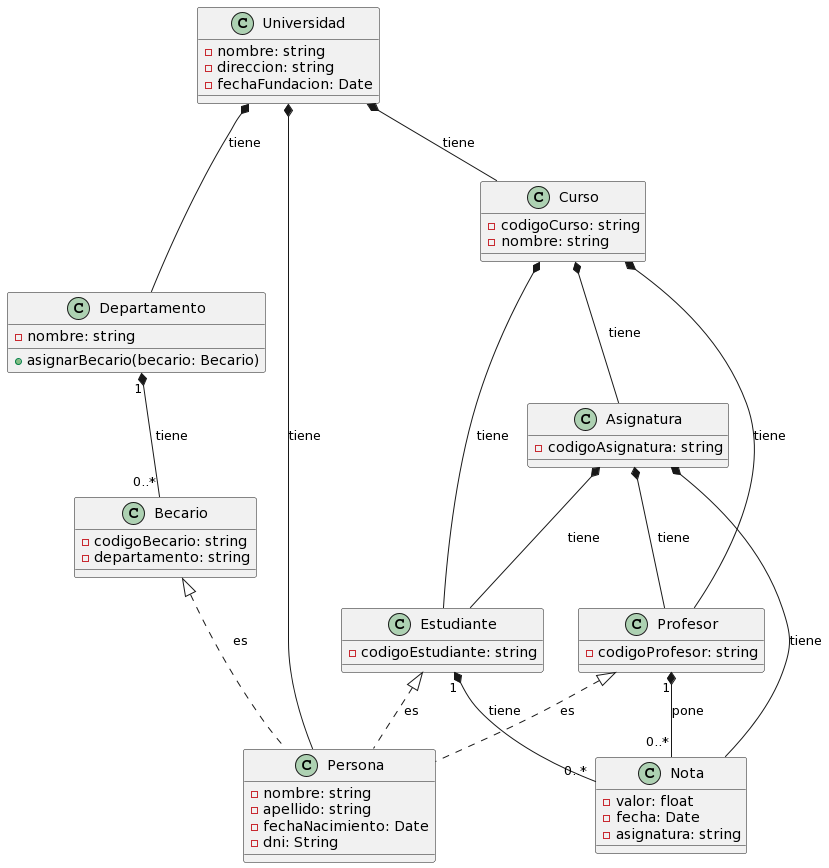 C Universidad
nombre: string
direccion: string
fechaFundacion: Date
tiene
tiene
C Curso
codigoCurso: string
nombre: string
C Departamento
nombre: string
asignarBecario(becario: Becario)
tiene
1
C Asignatura
codigoAsignatura: string
tiene
tiene
tiene
tiene
0..*
C Becario
codigoBecario: string
departamento: string
tiene
tiene
C Estudiante
codigoEstudiante: string
C Profesor
codigoProfesor: string
es
tiene
1
1
es
tiene
es
pone
0..*
0..*
C Persona
nombre: string
apellido: string
fechaNacimiento: Date
dni: String
C Nota
valor: float
fecha: Date
asignatura: string